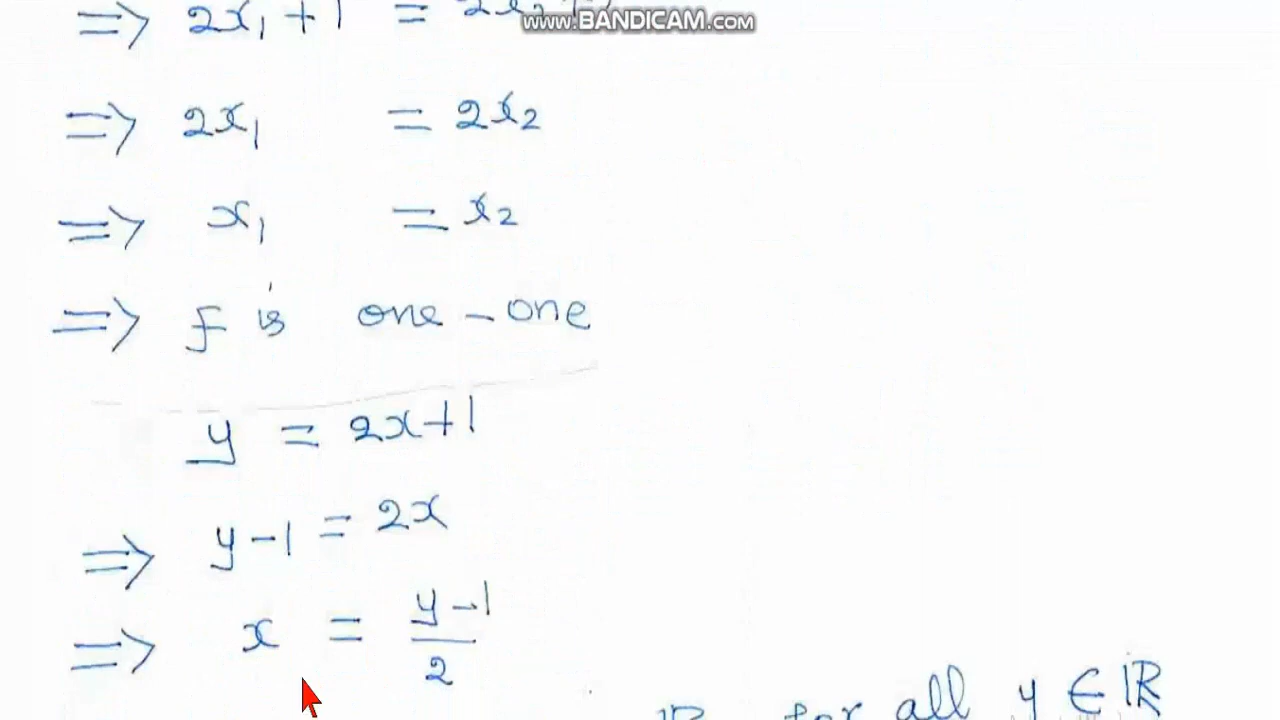 ⇒ 2x₁ + 1 = 2x₂
www.BANDICAM.com
⇒ 2x₁ = 2x₂
⇒ x₁ = x₂
⇒ f is one - one
y = 2x+1
⇒ y-1 = 2x
⇒ x = y-1/2
for all y ∈ ℝ